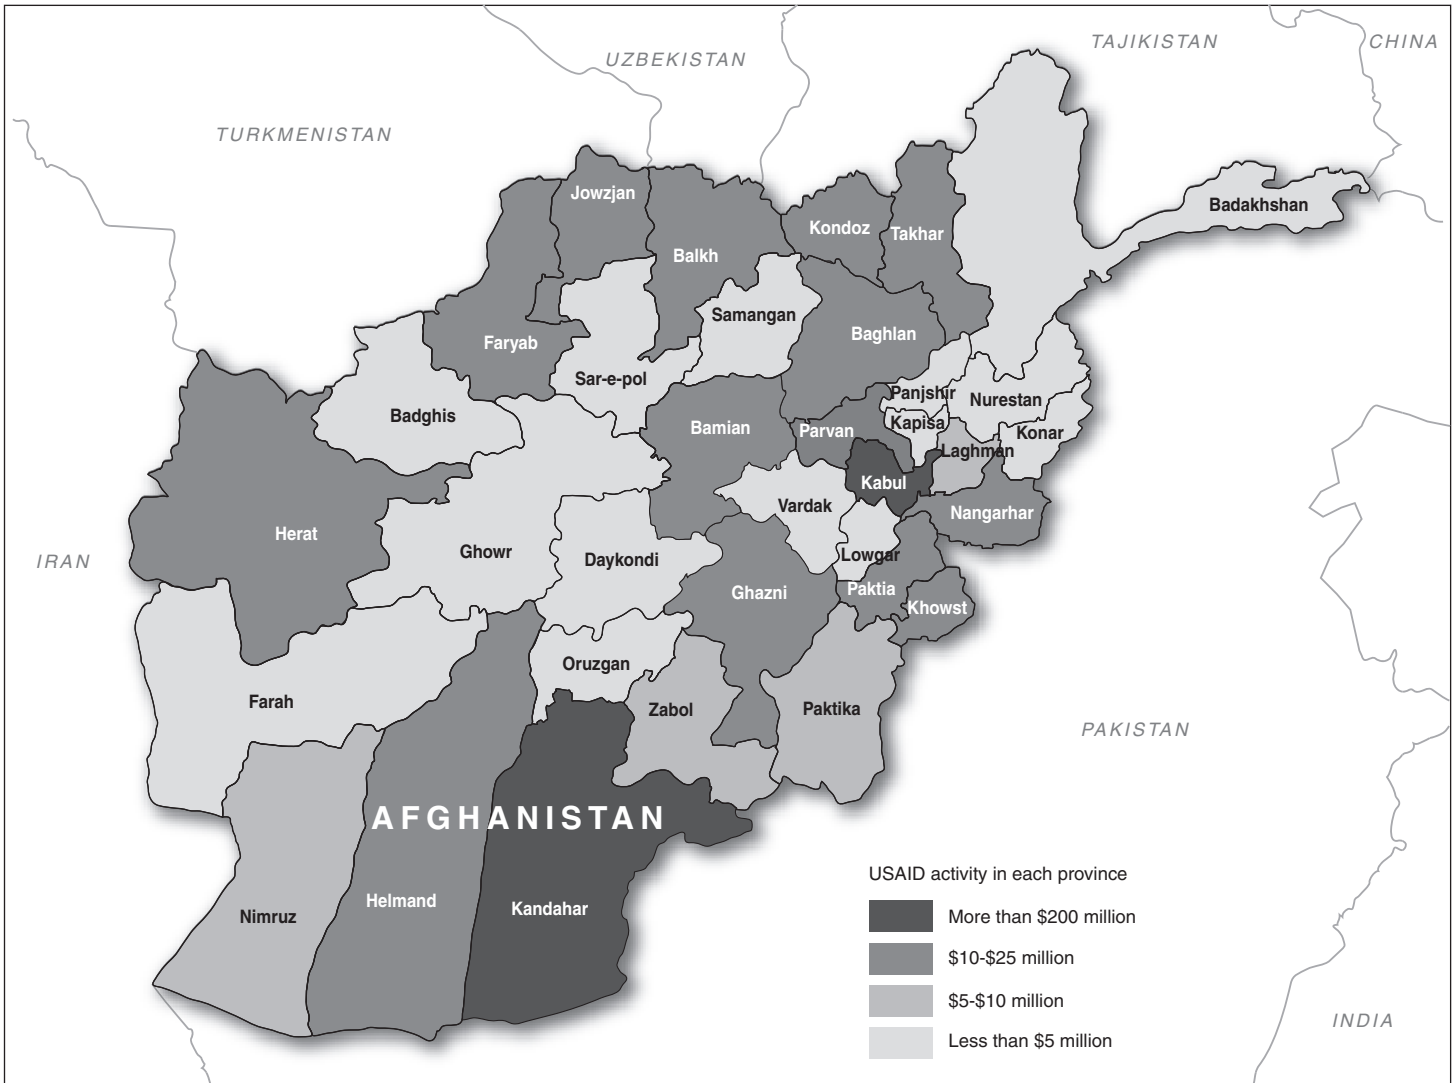 TAJIKISTAN
CHINA
UZBEKISTAN
TURKMENISTAN
Jowzjan
Badakhshan
Kondoz
Takhar
Balkh
Samangan
Baghlan
Faryab
Sar-e-pol
Panjshir
Nurestan
Badghis
Kapisa
Bamian
Parvan
Konar
Laghman
Kabul
Vardak
Nangarhar
Herat
Ghowr
Lowgar
Daykondi
IRAN
Paktia
Ghazni
Khowst
Oruzgan
Farah
Zabol
Paktika
PAKISTAN
AFGHANISTAN
Helmand
Kandahar
Nimruz
USAID activity in each province
More than $200 million
$10-$25 million
$5-$10 million
Less than $5 million
INDIA